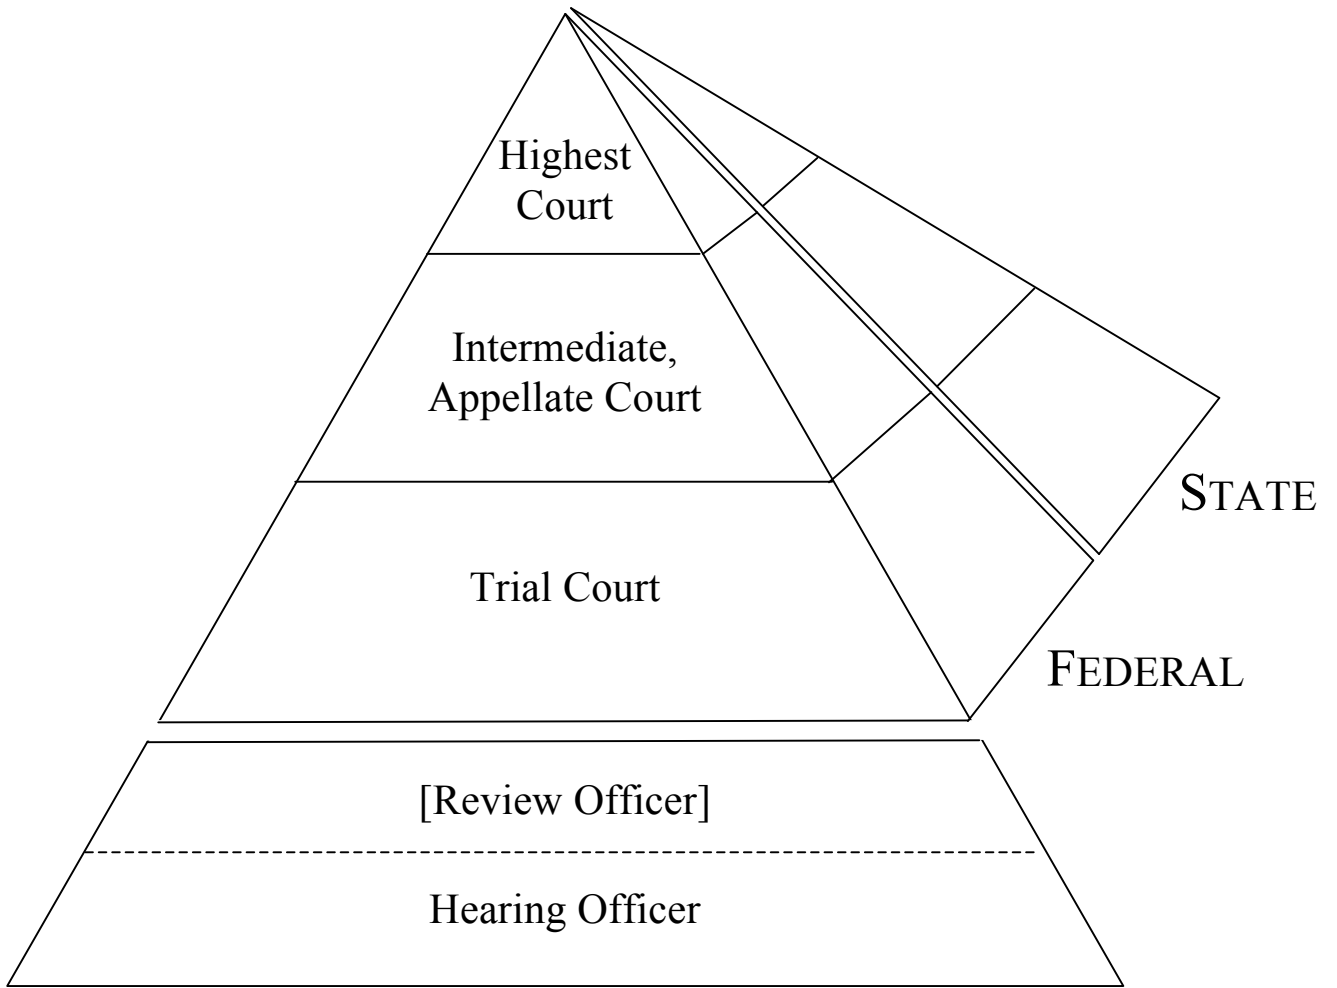 Highest
Court
Intermediate,
Appellate Court
STATE
Trial Court
FEDERAL
[Review Officer]
Hearing Officer